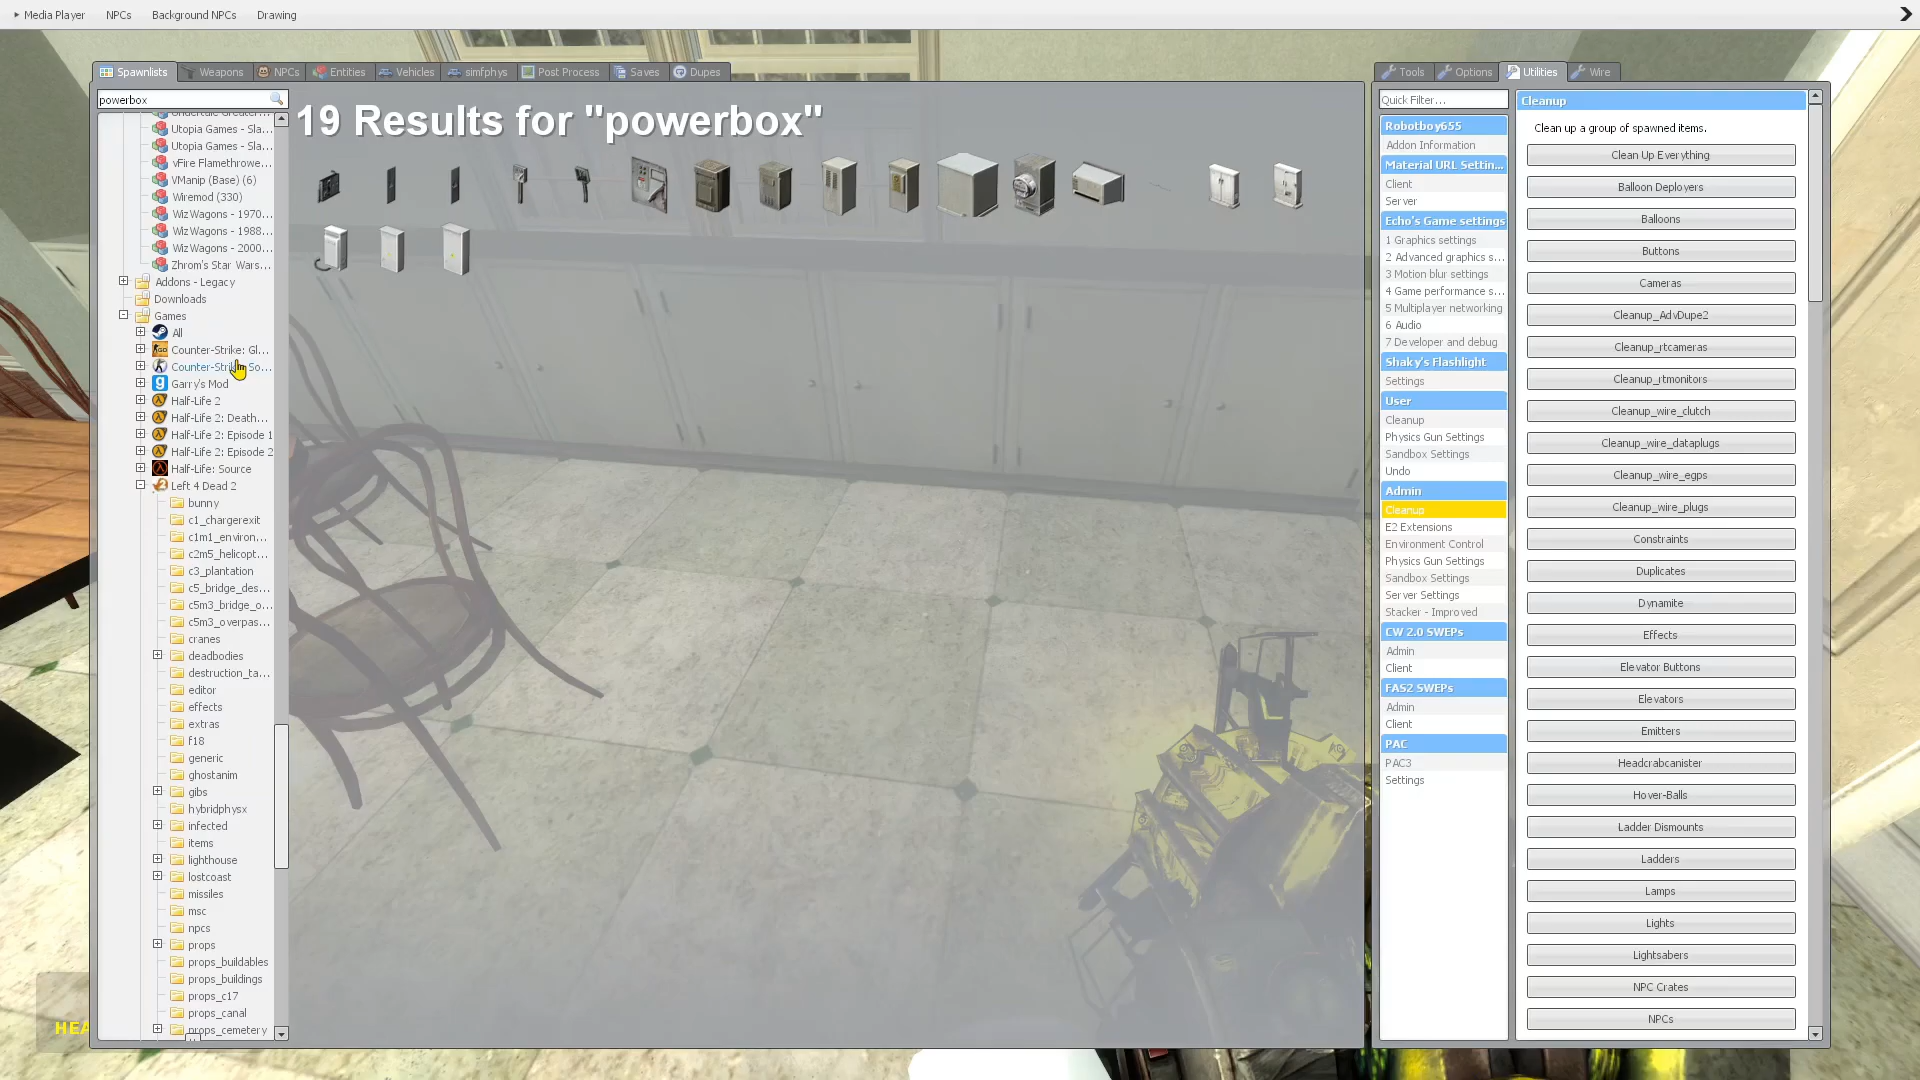 Media Player
NPCs
Background NPCs
Drawing
Spawnlists
Weapons
NPCs
Entities
Vehicles
simfphys
Post Process
Saves
Dupes
powerbox
Utopia Games - Sla...
Utopia Games - Sla...
vFire Flamethrowe...
VManip (Base) (6)
Wiremod (330)
WizWagons - 1970...
WizWagons - 1988...
WizWagons - 2000...
Zhrom's Star Wars...
Addons - Legacy
Downloads
Games
All
Counter-Strike: Gl...
Counter-Strike: So...
Garry's Mod
Half-Life 2
Half-Life 2: Death...
Half-Life 2: Episode 1
Half-Life 2: Episode 2
Half-Life: Source
Left 4 Dead 2
bunny
c1_chargerexit
c1m1_environ...
c2m5_helicopt...
c3_plantation
c5_bridge_des...
c5m3_bridge_o...
c5m3_overpas...
cranes
deadbodies
destruction_ta...
editor
effects
extras
f18
generic
ghostanim
gibs
hybridphysx
infected
items
lighthouse
lostcoast
missiles
msc
npcs
props
props_buildables
props_buildings
props_c17
props_canal
props_cemetery
HEA
19 Results for "powerbox"
Tools
Options
Utilities
Wire
Quick Filter...
Robotboy655
Addon Information
Material URL Settin...
Client
Server
Echo's Game settings
1 Graphics settings
2 Advanced graphics s...
3 Motion blur settings
4 Game performance s...
5 Multiplayer networking
6 Audio
7 Developer and debug
Shaky's Flashlight
Settings
User
Cleanup
Physics Gun Settings
Sandbox Settings
Undo
Admin
Cleanup
E2 Extensions
Environment Control
Physics Gun Settings
Sandbox Settings
Server Settings
Stacker - Improved
CW 2.0 SWEPs
Admin
Client
FAS2 SWEPs
Admin
Client
PAC
PAC3
Settings
Cleanup
Clean up a group of spawned items.
Clean Up Everything
Balloon Deployers
Balloons
Buttons
Cameras
Cleanup_AdvDupe2
Cleanup_rtcameras
Cleanup_rtmonitors
Cleanup_wire_clutch
Cleanup_wire_dataplugs
Cleanup_wire_egps
Cleanup_wire_plugs
Constraints
Duplicates
Dynamite
Effects
Elevator Buttons
Elevators
Emitters
Headcrabcanister
Hover-Balls
Ladder Dismounts
Ladders
Lamps
Lights
Lightsabers
NPC Crates
NPCs